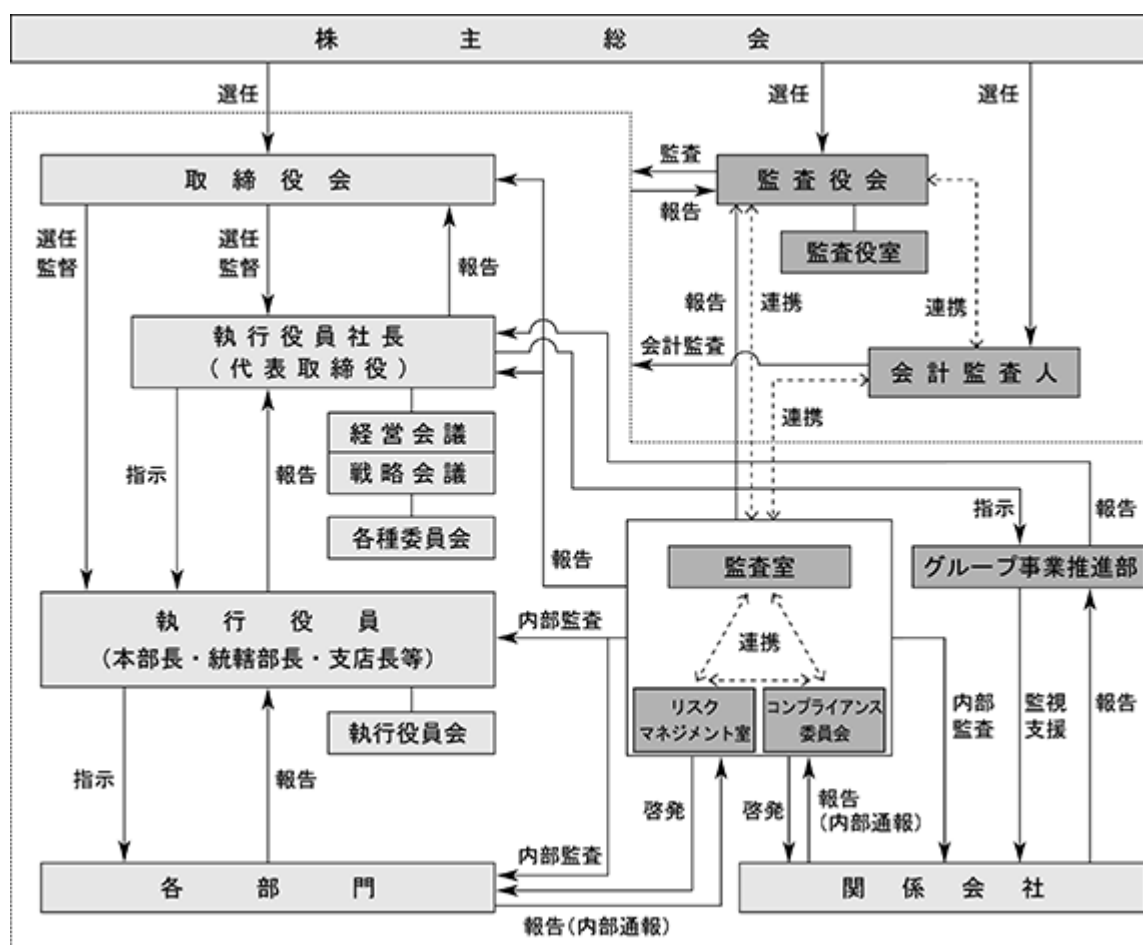 株主総会
選任
選任
選任
取締役会
監査
報告
監査役会
監査役室
選任
監督
選任
監督
報告
報告
連携
連携
執行役員社長
(代表取締役)
会計監査
会計監査人
連携
経営会議
戦略会議
各種委員会
指示
報告
報告
指示
報告
監査室
グループ事業推進部
執行役員
(本部長・統轄部長・支店長等)
内部監査
連携
執行役員会
リスク
マネジメント室
コンプライアンス
委員会
内部
監査
監視
支援
報告
指示
報告
啓発
啓発
報告
(内部通報)
内部監査
各部門
関係会社
報告(内部通報)